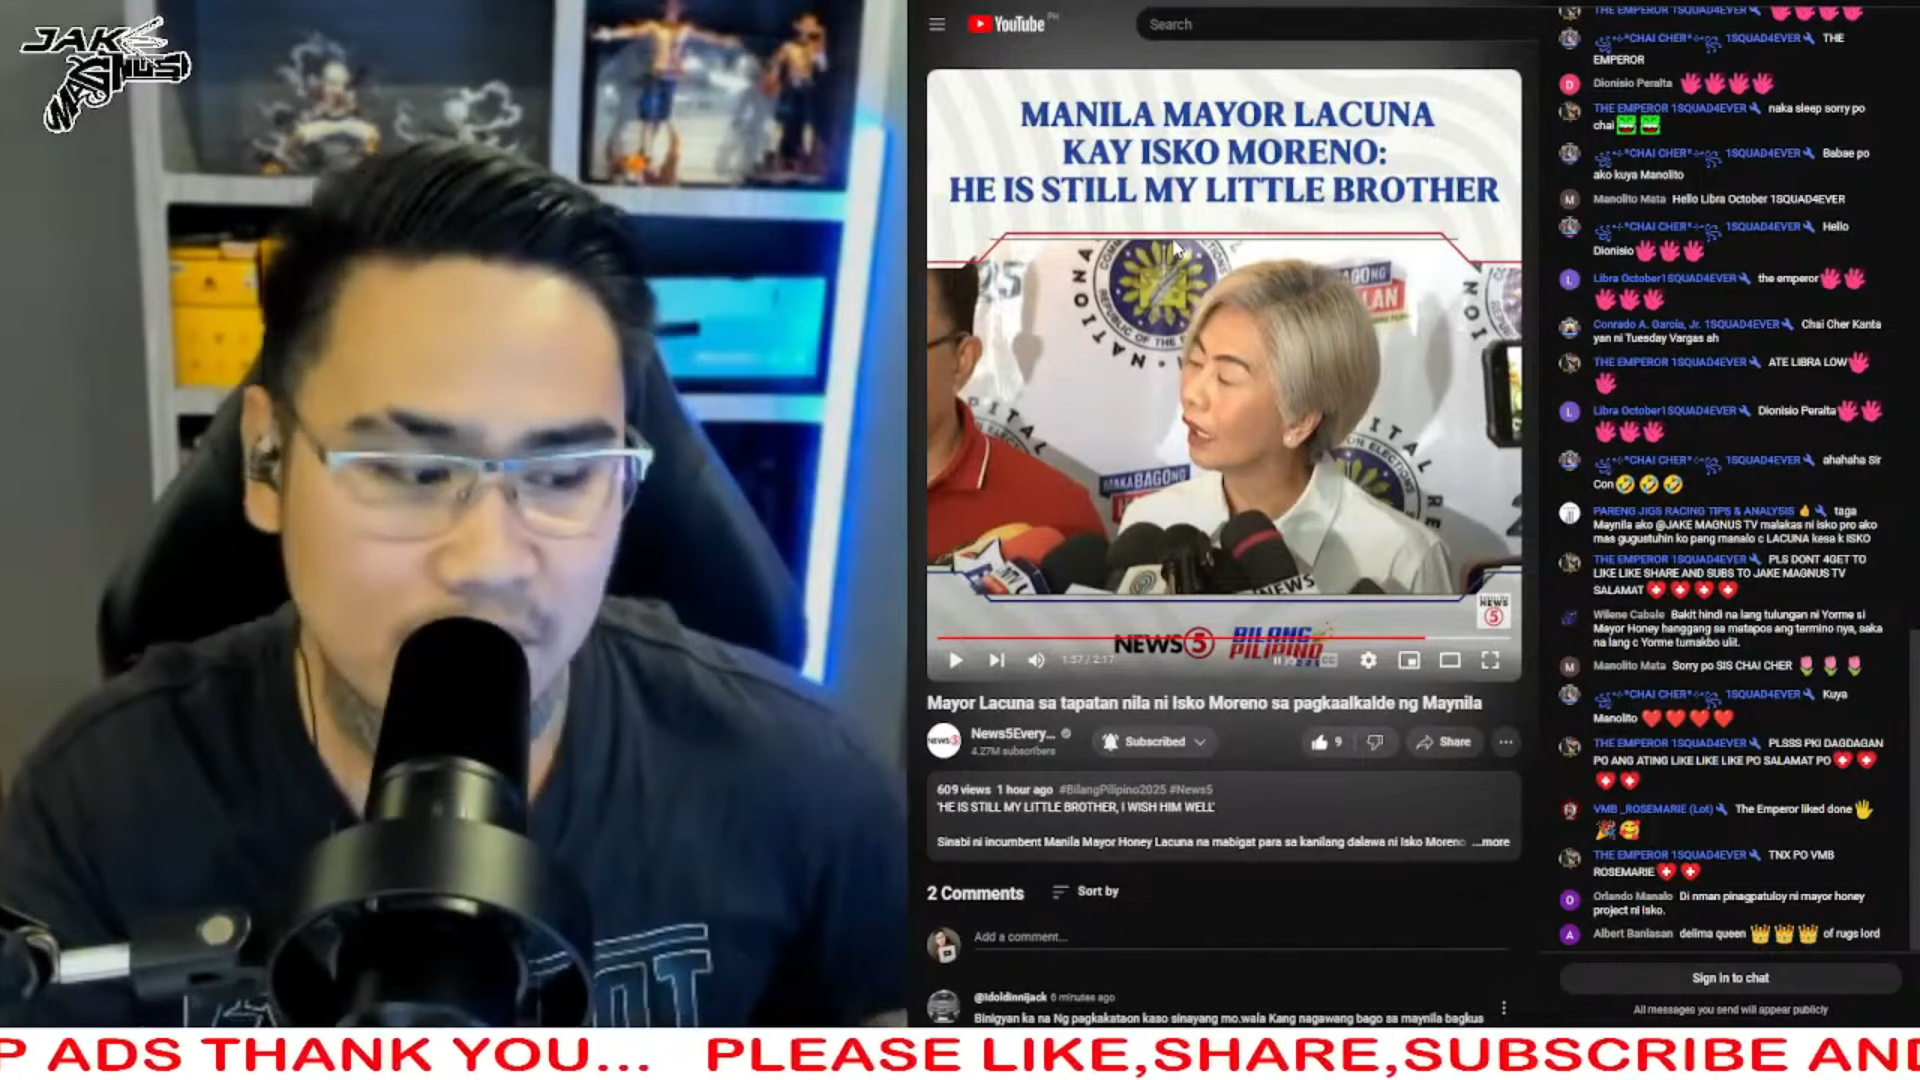 JAKE
MAGNUS
YouTube PH
Search
MANILA MAYOR LACUNA
KAY ISKO MORENO:
HE IS STILL MY LITTLE BROTHER
NEWS5
BILANG
PILIPINO
1:57 / 2:17
Mayor Lacuna sa tapatan nila ni Isko Moreno sa pagkaalkalde ng Maynila
News5Every...
4.27M subscribers
Subscribed
9
Share
609 views 1 hour ago #BilangPilipino2025 #News5
'HE IS STILL MY LITTLE BROTHER, I WISH HIM WELL'
Sinabi ni incumbent Manila Mayor Honey Lacuna na mabigat para sa kanilang dalawa ni Isko Moreno ...more
2 Comments
Sort by
Add a comment...
@Idoldinnijack 6 minutes ago
Binigyan ka na Ng pagkakataon kaso sinayang mo.wala Kang nagawang bago sa maynila bagkus
THE EMPEROR 1SQUAD4EVER
*CHAI CHER* 1SQUAD4EVER THE
EMPEROR
Dionisio Peralta
THE EMPEROR 1SQUAD4EVER naka sleep sorry po
chai
*CHAI CHER* 1SQUAD4EVER Babae po
ako kuya Manolito
Manolito Mata Hello Libra October 1SQUAD4EVER
*CHAI CHER* 1SQUAD4EVER Hello
Dionisio
Libra October1SQUAD4EVER the emperor
Conrado A. Garcia, Jr. 1SQUAD4EVER Chai Cher Kanta
yan ni Tuesday Vargas ah
THE EMPEROR 1SQUAD4EVER ATE LIBRA LOW
Libra October1SQUAD4EVER Dionisio Peralta
*CHAI CHER* 1SQUAD4EVER ahahaha Sir
Con
PARENG JIGS RACING TIPS & ANALYSIS taga
Maynila ako @JAKE MAGNUS TV malakas ni isko pro ako
mas gugustuhin ko pang manalo c LACUNA kesa k ISKO
THE EMPEROR 1SQUAD4EVER PLS DONT 4GET TO
LIKE LIKE SHARE AND SUBS TO JAKE MAGNUS TV
SALAMAT
Wilene Cabale Bakit hindi na lang tulungan ni Yorme si
Mayor Honey hanggang sa matapos ang termino nya, saka
na lang c Yorme tumakbo ulit.
Manolito Mata Sorry po SIS CHAI CHER
*CHAI CHER* 1SQUAD4EVER Kuya
Manolito
THE EMPEROR 1SQUAD4EVER PLSSS PKI DAGDAGAN
PO ANG ATING LIKE LIKE LIKE PO SALAMAT PO
VMB _ROSEMARIE (Lot) The Emperor liked done
THE EMPEROR 1SQUAD4EVER TNX PO VMB
ROSEMARIE
Orlando Manalo Di nman pinagpatuloy ni mayor honey
project ni isko.
Albert Banlasan delima queen of rugs lord
Sign in to chat
All messages you send will appear publicly
P ADS THANK YOU... PLEASE LIKE,SHARE,SUBSCRIBE AND